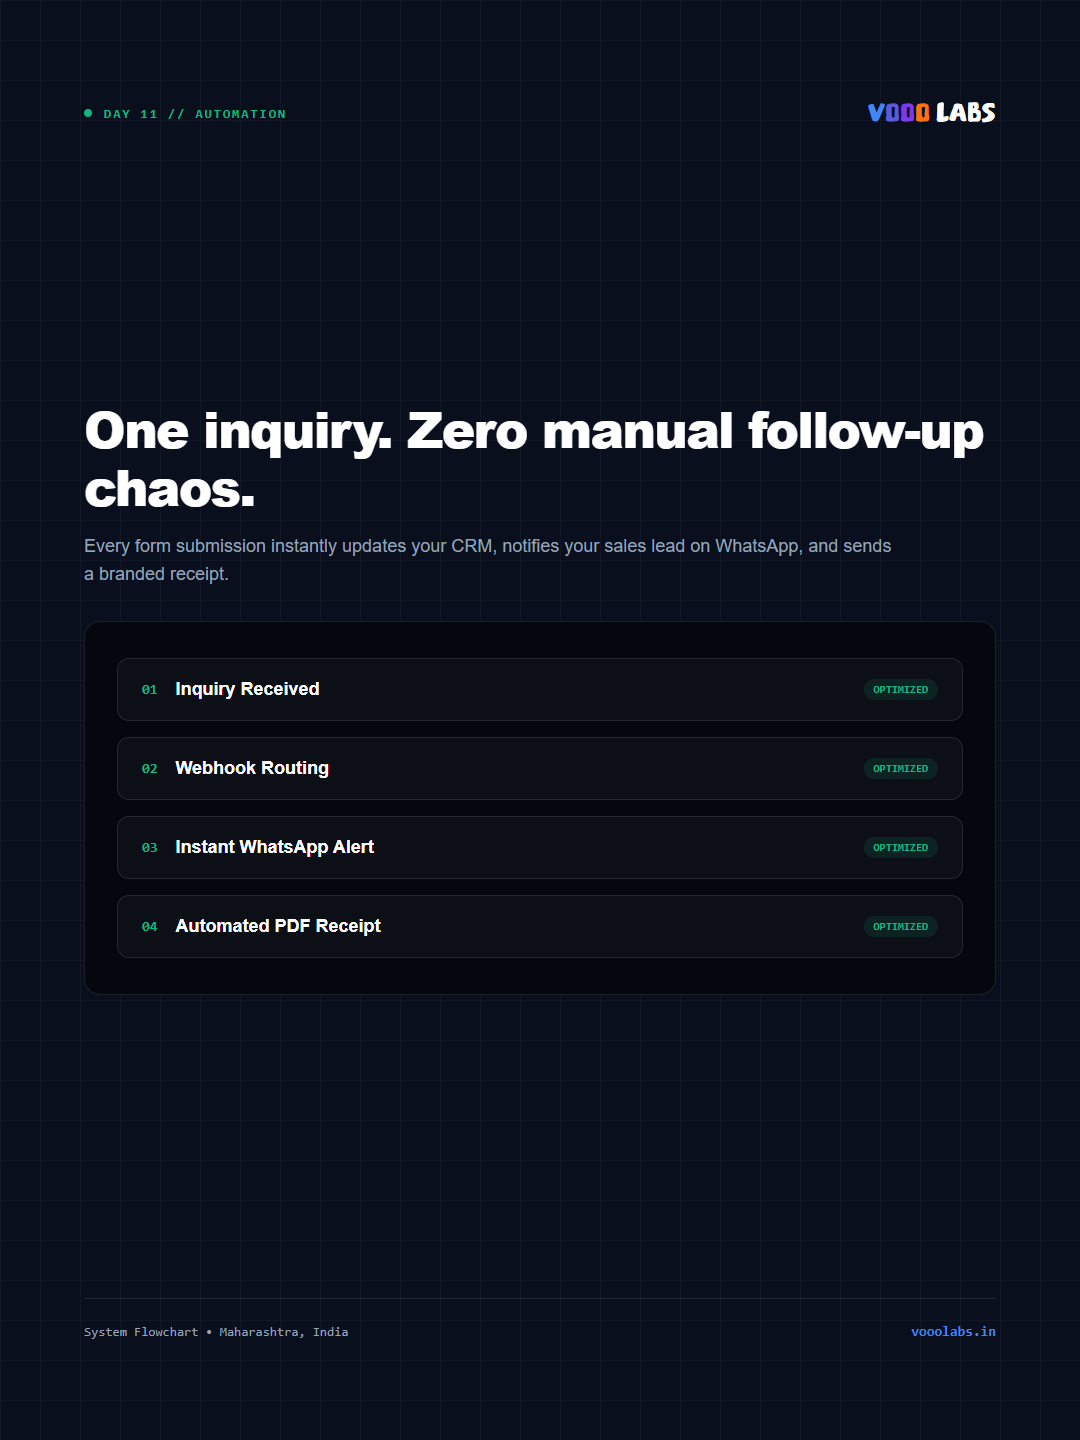 DAY 11 // AUTOMATION
VOOO LABS
One inquiry. Zero manual follow-up
chaos.
Every form submission instantly updates your CRM, notifies your sales lead on WhatsApp, and sends
a branded receipt.
01 Inquiry Received OPTIMIZED
02 Webhook Routing OPTIMIZED
03 Instant WhatsApp Alert OPTIMIZED
04 Automated PDF Receipt OPTIMIZED
System Flowchart • Maharashtra, India
vooolabs.in